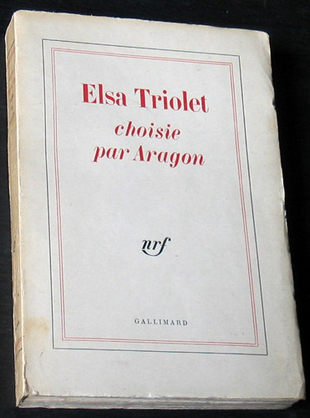 Elsa Triolet
choisie
par Aragon
nrf
GALLIMARD